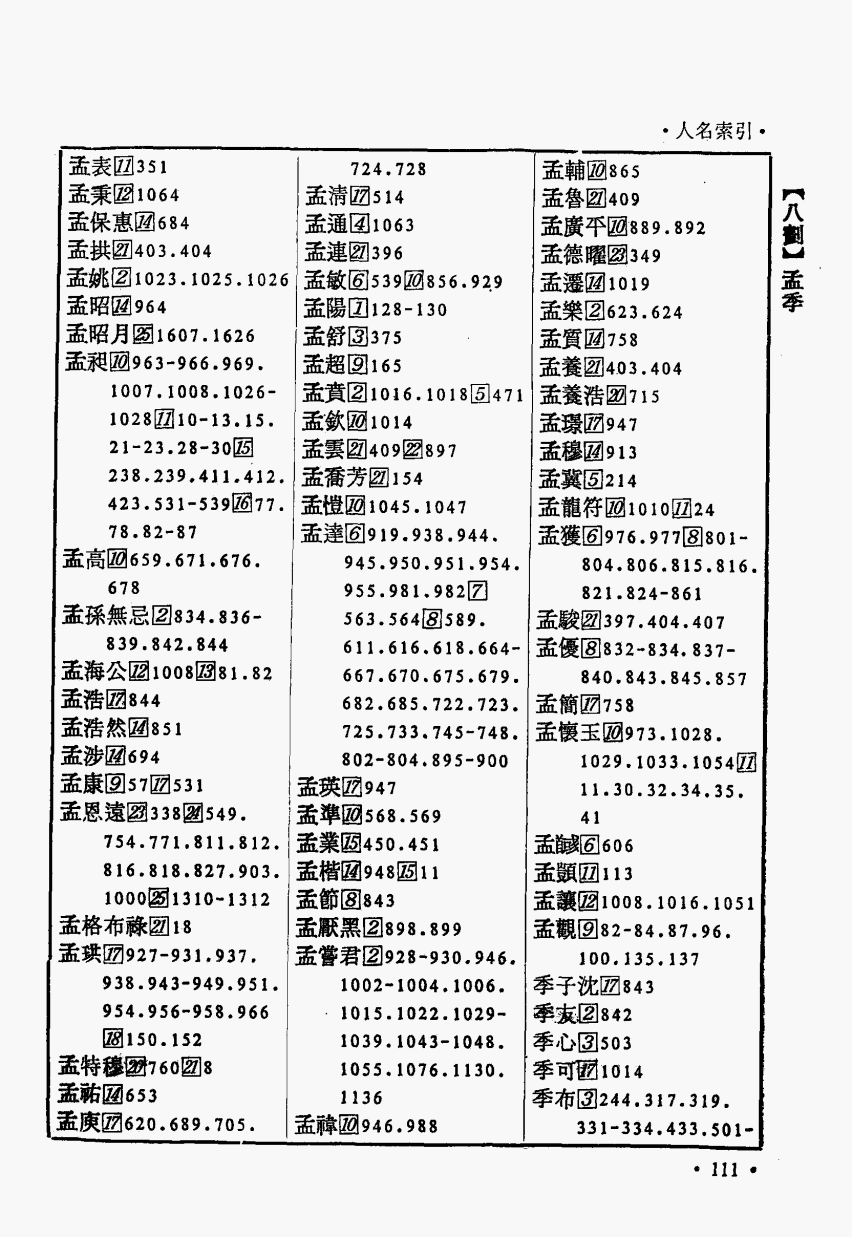 •人名索引•
【八劃】孟季
孟表[11]351
孟秉[12]1064
孟保惠[14]684
孟拱[21]403.404
孟姚[2]1023.1025.1026
孟昭[14]964
孟昭月[25]1607.1626
孟昶[10]963-966.969.
1007.1008.1026-
1028[11]10-13.15.
21-23.28-30[15]
238.239.411.412.
423.531-539[16]77.
78.82-87
孟高[10]659.671.676.
678
孟孫無忌[2]834.836-
839.842.844
孟海公[12]1008[13]81.82
孟浩[17]844
孟浩然[14]851
孟涉[14]694
孟康[9]57[17]531
孟恩遠[23]338[24]549.
754.771.811.812.
816.818.827.903.
1000[25]1310-1312
孟格布祿[21]18
孟珙[17]927-931.937.
938.943-949.951.
954.956-958.966
[18]150.152
孟特穆[20]760[21]8
孟祐[14]653
孟庾[17]620.689.705.
724.728
孟清[17]514
孟通[4]1063
孟連[21]396
孟敏[6]539[10]856.929
孟陽[1]128-130
孟舒[3]375
孟超[9]165
孟賁[2]1016.1018[5]471
孟欽[10]1014
孟雲[21]409[22]897
孟喬芳[21]154
孟愷[10]1045.1047
孟達[6]919.938.944.
945.950.951.954.
955.981.982[7]
563.564[8]589.
611.616.618.664-
667.670.675.679.
682.685.722.723.
725.733.745-748.
802-804.895-900
孟瑛[17]947
孟準[10]568.569
孟業[15]450.451
孟楷[14]948[15]11
孟節[8]843
孟厭黑[2]898.899
孟嘗君[2]928-930.946.
1002-1004.1006.
1015.1022.1029-
1039.1043-1048.
1055.1076.1130.
1136
孟禕[10]946.988
孟輔[10]865
孟魯[21]409
孟廣平[10]889.892
孟德曜[23]349
孟遷[14]1019
孟樂[2]623.624
孟質[14]758
孟養[21]403.404
孟養浩[20]715
孟璟[17]947
孟穆[14]913
孟冀[5]214
孟龍符[10]1010[11]24
孟獲[6]976.977[8]801-
804.806.815.816.
821.824-861
孟駿[21]397.404.407
孟優[8]832-834.837-
840.843.845.857
孟簡[17]758
孟懷玉[10]973.1028.
1029.1033.1054[11]
11.30.32.34.35.
41
孟[6]606
孟顗[11]113
孟讓[12]1008.1016.1051
孟觀[9]82-84.87.96.
100.135.137
季子沈[17]843
季友[2]842
季心[3]503
季可[17]1014
季布[3]244.317.319.
331-334.433.501-
•111•